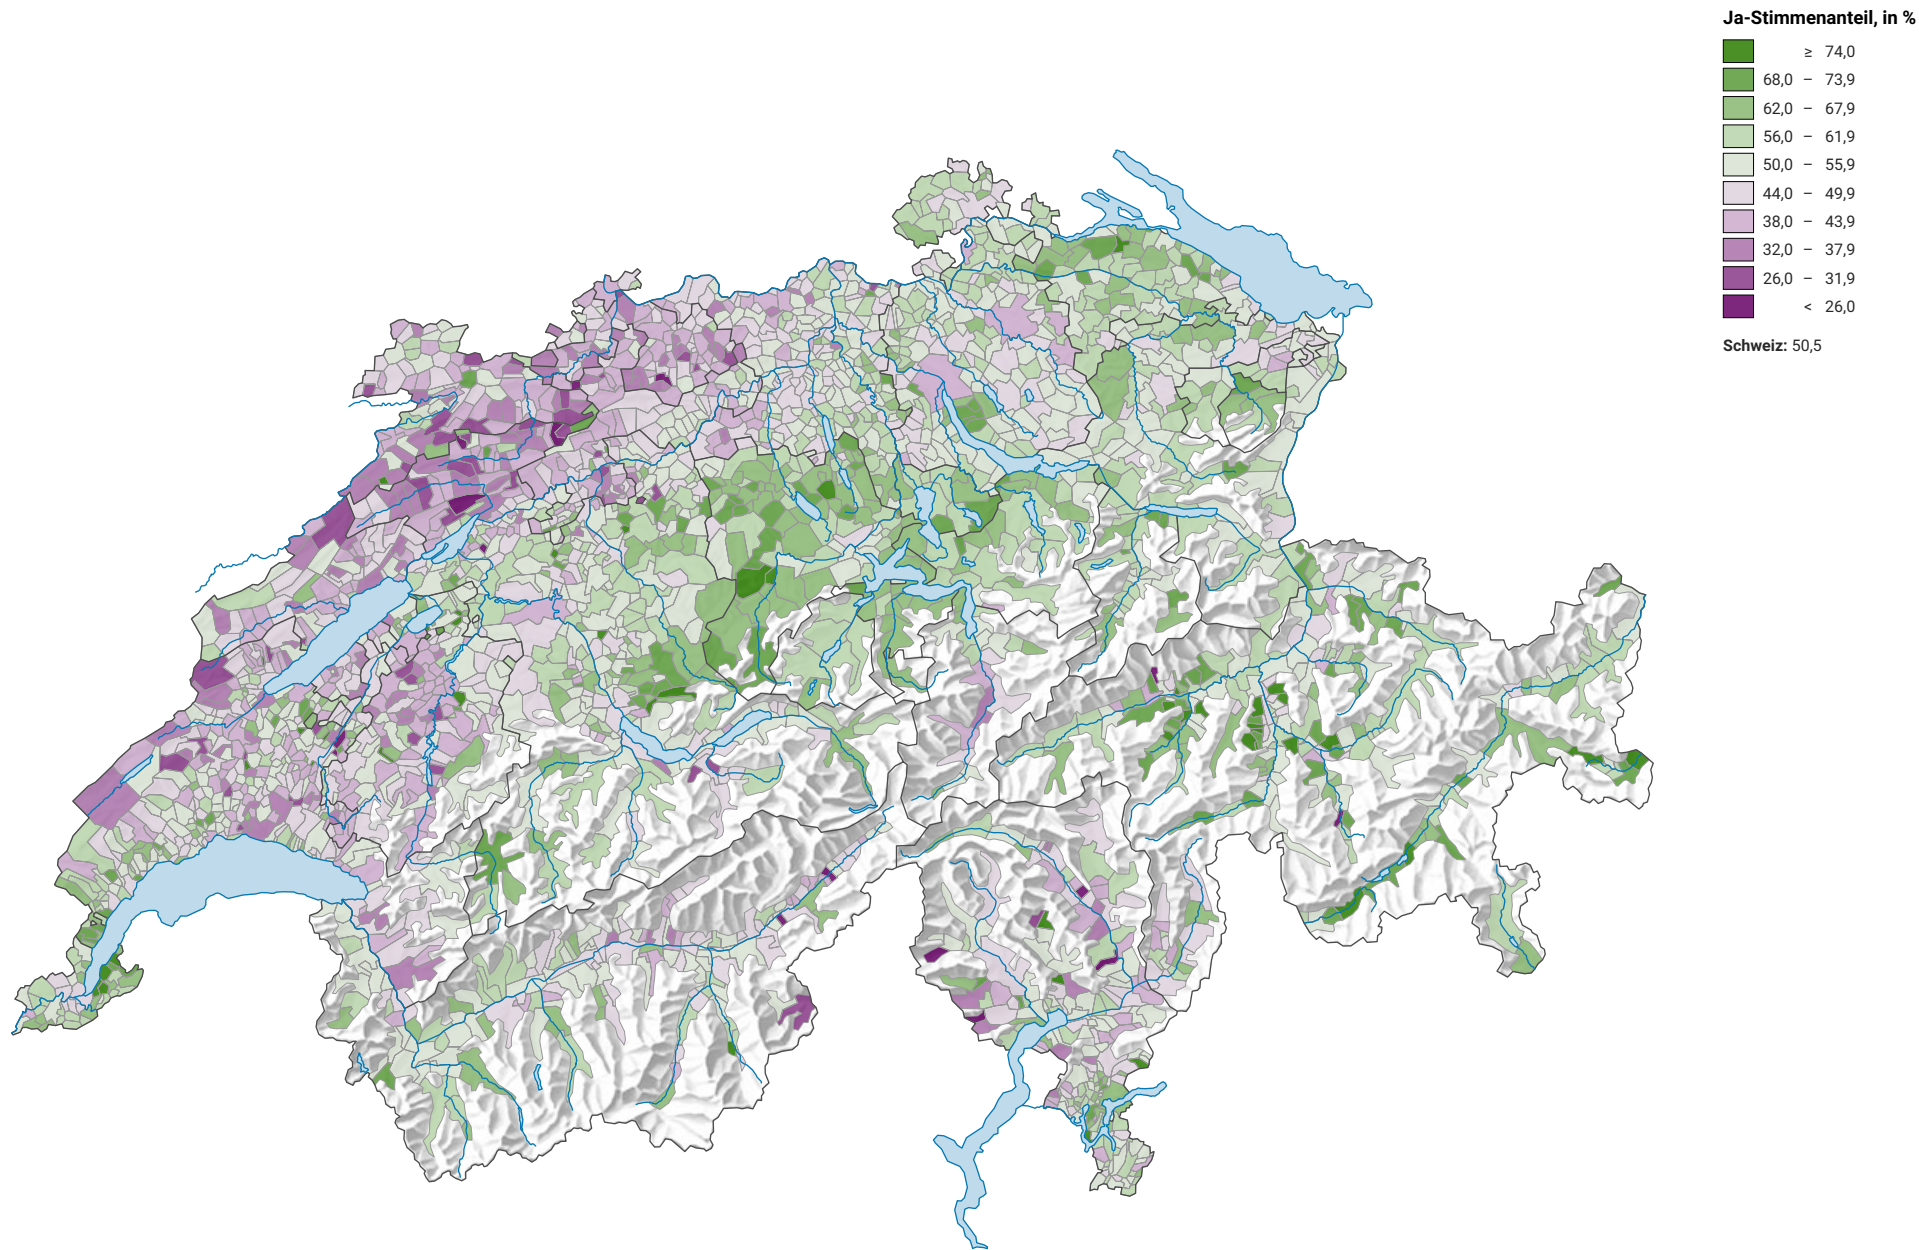 Ja-Stimmenanteil, in %
≥ 74,0
68,0 – 73,9
62,0 – 67,9
56,0 – 61,9
50,0 – 55,9
44,0 – 49,9
38,0 – 43,9
32,0 – 37,9
26,0 – 31,9
< 26,0
Schweiz: 50,5